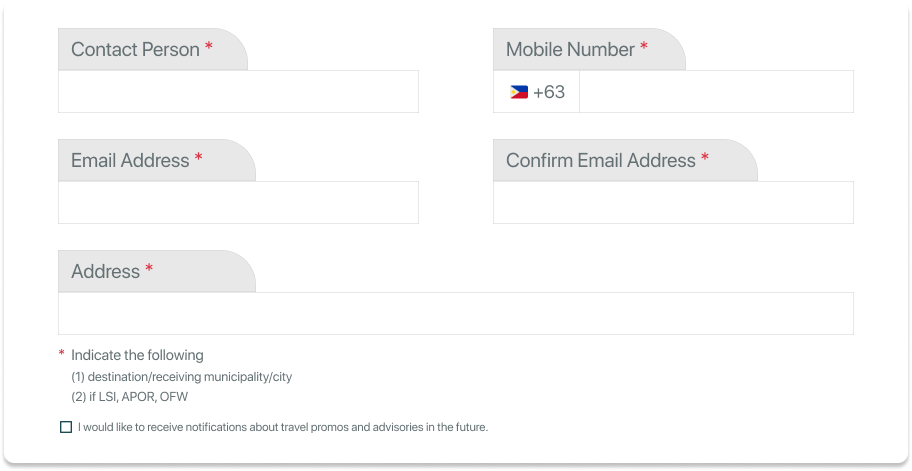 Contact Person *
Mobile Number *
+63
Email Address *
Confirm Email Address *
Address *
* Indicate the following
(1) destination/receiving municipality/city
(2) if LSI, APOR, OFW
I would like to receive notifications about travel promos and advisories in the future.